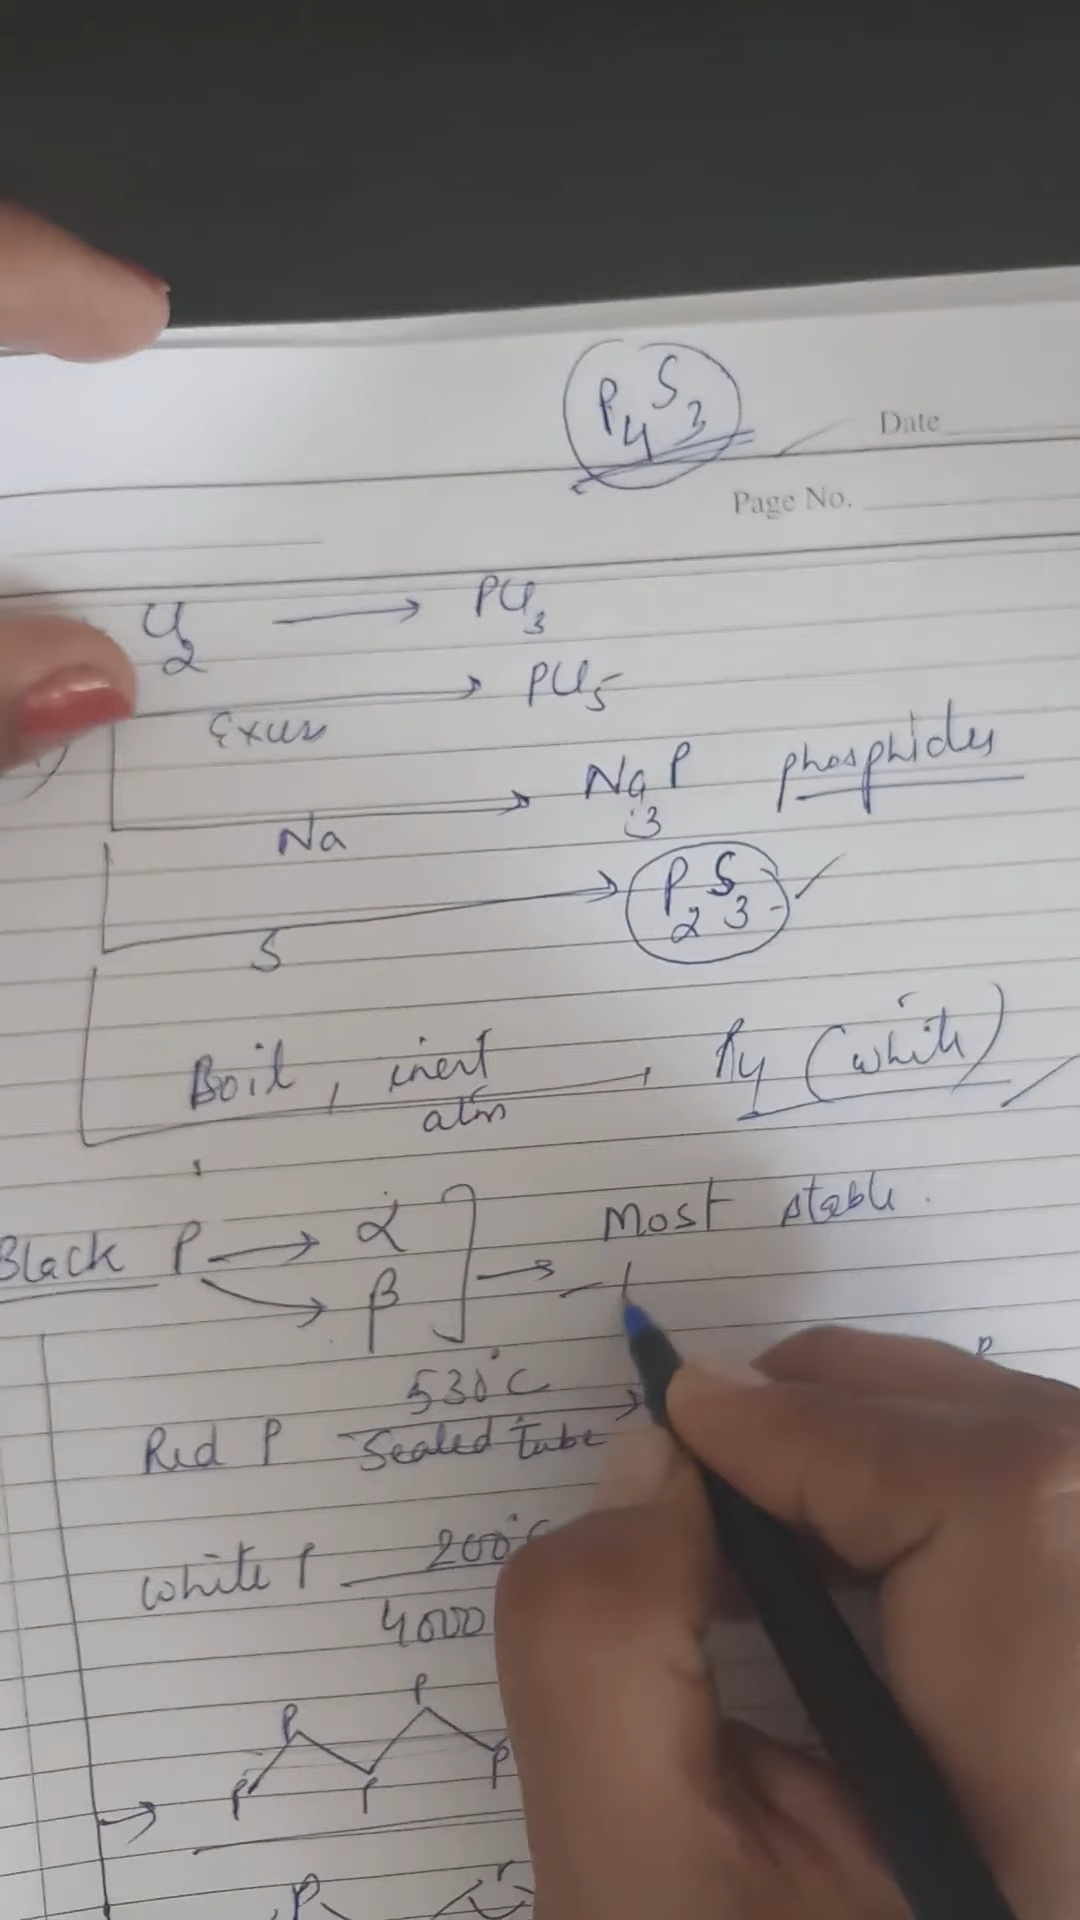 P4S3
Date
Page No.
Cl2 → PCl3
Excess → PCl5
Na → Na3P phosphides
S → P2S3
Boil, inert atm → P4 (white)
Black P → α
→ β
→ Most stable.
Red P 530°C
Sealed tube →
P
White P 200°C
4000
P P
P P P
→
P